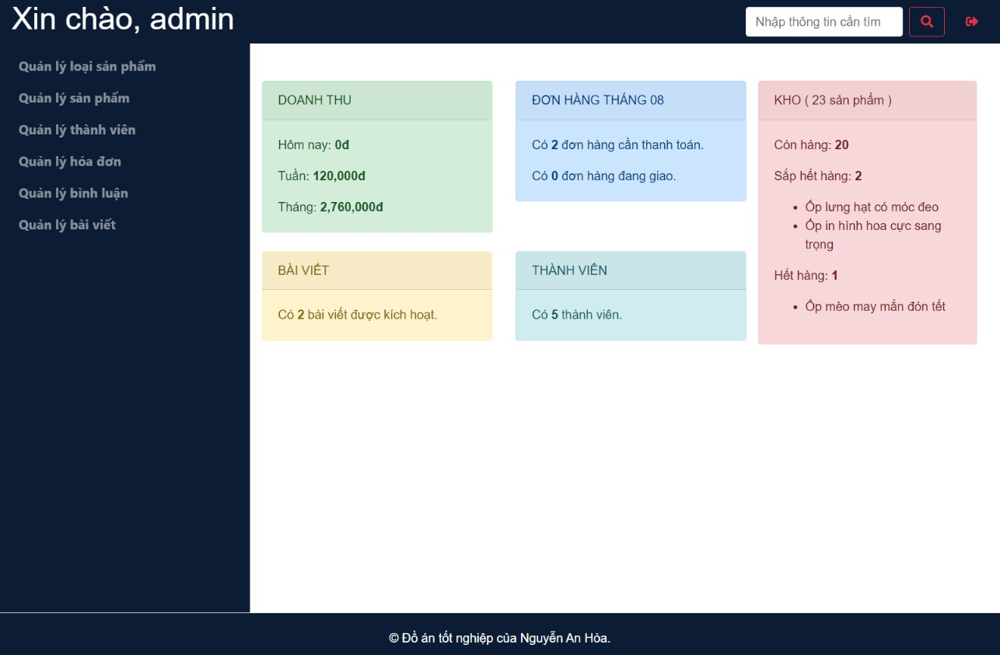 Xin chào, admin
Nhập thông tin cần tìm
Quản lý loại sản phẩm
Quản lý sản phẩm
Quản lý thành viên
Quản lý hóa đơn
Quản lý bình luận
Quản lý bài viết
DOANH THU
Hôm nay: 0đ
Tuần: 120,000đ
Tháng: 2,760,000đ
ĐƠN HÀNG THÁNG 08
Có 2 đơn hàng cần thanh toán.
Có 0 đơn hàng đang giao.
KHO ( 23 sản phẩm )
Còn hàng: 20
Sắp hết hàng: 2
• Ốp lưng hạt có móc đeo
• Ốp in hình hoa cực sang
trọng
Hết hàng: 1
• Ốp mèo may mắn đón tết
BÀI VIẾT
Có 2 bài viết được kích hoạt.
THÀNH VIÊN
Có 5 thành viên.
© Đồ án tốt nghiệp của Nguyễn An Hòa.